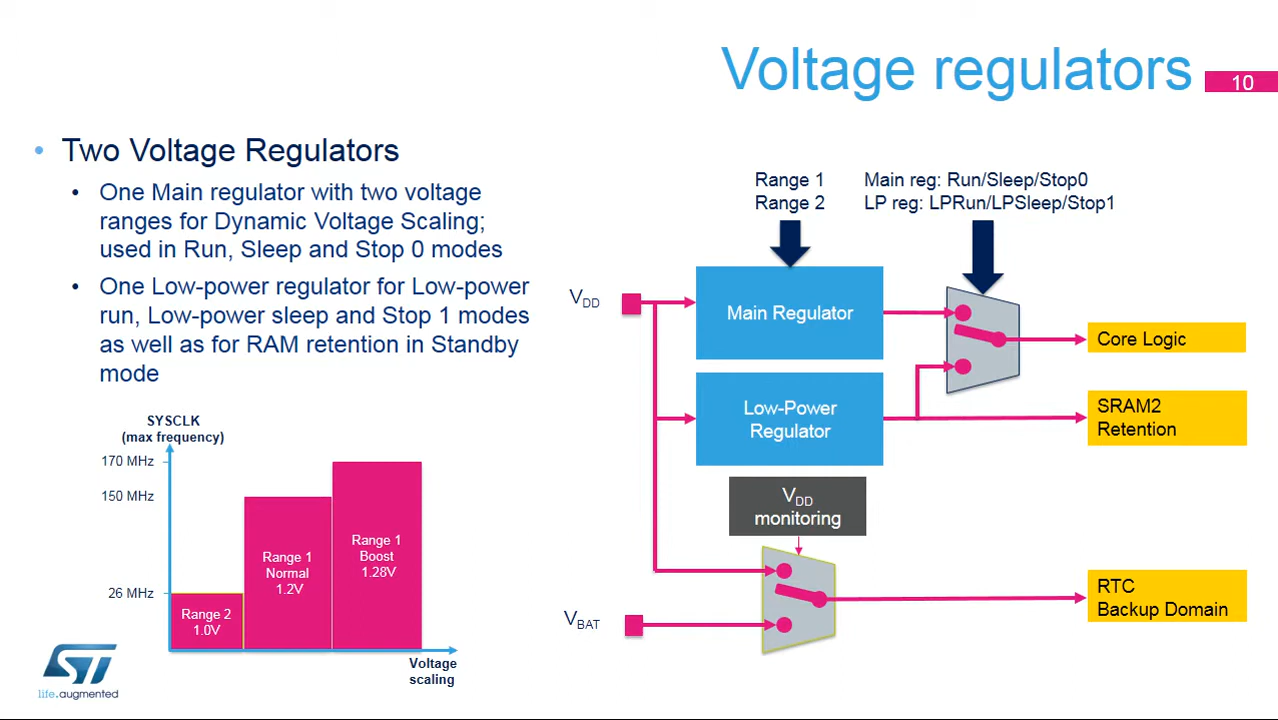 Voltage regulators
10
• Two Voltage Regulators
• One Main regulator with two voltage
ranges for Dynamic Voltage Scaling;
used in Run, Sleep and Stop 0 modes
• One Low-power regulator for Low-power
run, Low-power sleep and Stop 1 modes
as well as for RAM retention in Standby
mode
SYSCLK
(max frequency)
170 MHz
150 MHz
26 MHz
Range 2
1.0V
Range 1
Normal
1.2V
Range 1
Boost
1.28V
Voltage
scaling
Range 1
Range 2
Main reg: Run/Sleep/Stop0
LP reg: LPRun/LPSleep/Stop1
VDD
Main Regulator
Low-Power
Regulator
VDD
monitoring
VBAT
Core Logic
SRAM2
Retention
RTC
Backup Domain
ST
life.augmented